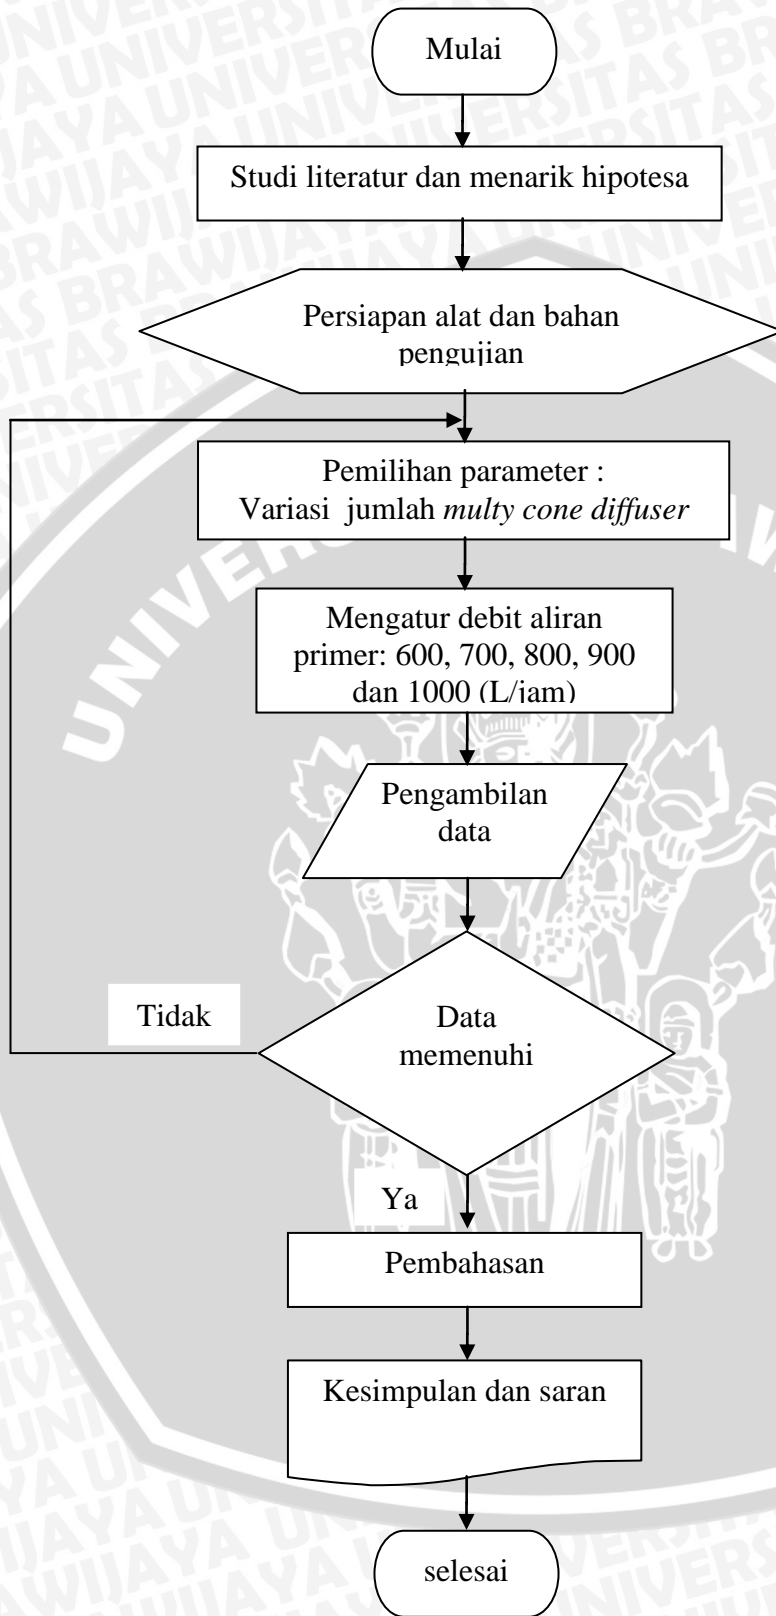 Mulai
Studi literatur dan menarik hipotesa
Persiapan alat dan bahan
pengujian
Pemilihan parameter :
Variasi jumlah multy cone diffuser
Mengatur debit aliran
primer: 600, 700, 800, 900
dan 1000 (L/jam)
Pengambilan
data
Tidak
Data
memenuhi
Ya
Pembahasan
Kesimpulan dan saran
selesai